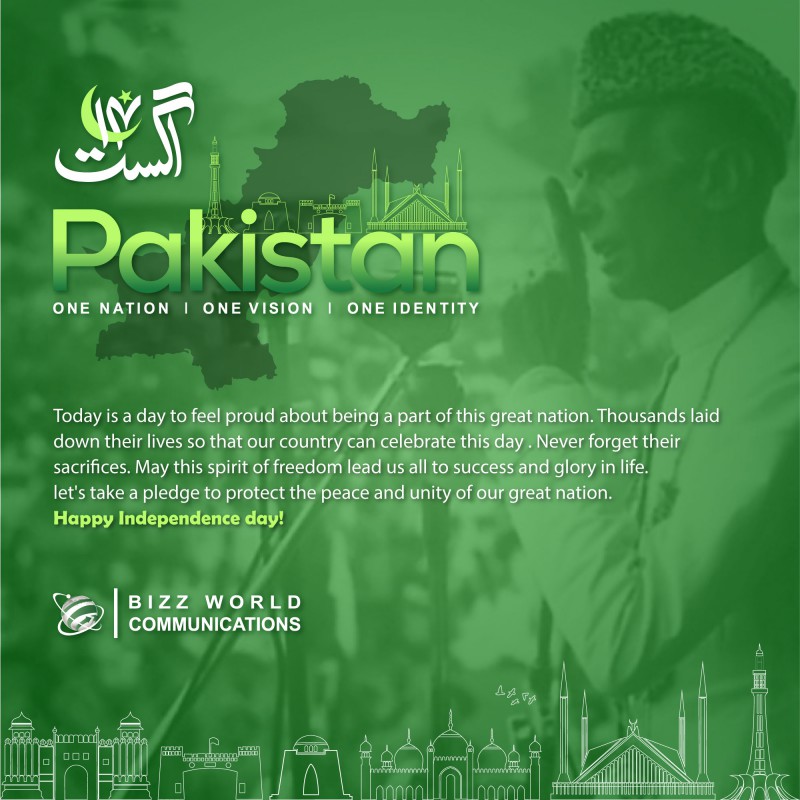 ۱۴
اگست
Pakistan
ONE NATION | ONE VISION | ONE IDENTITY
Today is a day to feel proud about being a part of this great nation. Thousands laid
down their lives so that our country can celebrate this day . Never forget their
sacrifices. May this spirit of freedom lead us all to success and glory in life.
let's take a pledge to protect the peace and unity of our great nation.
Happy Independence day!
BIZZ WORLD
COMMUNICATIONS